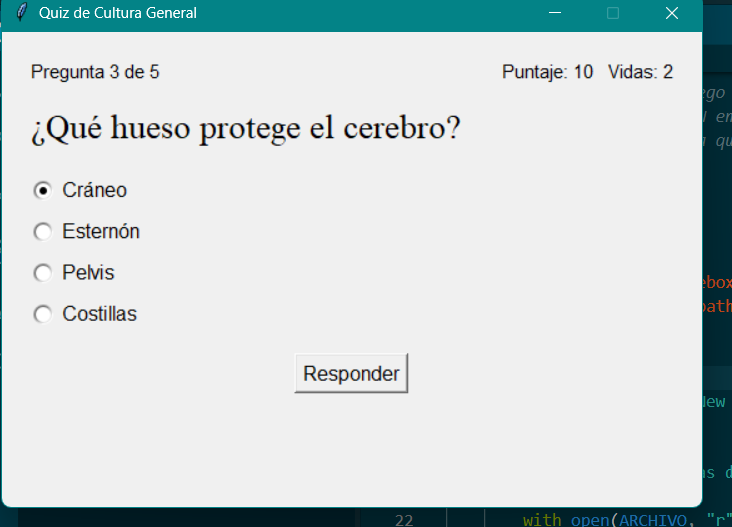 Quiz de Cultura General
Pregunta 3 de 5
Puntaje: 10 Vidas: 2
¿Qué hueso protege el cerebro?
Cráneo
Esternón
Pelvis
Costillas
Responder
22 with open(ARCHIVO, "r"